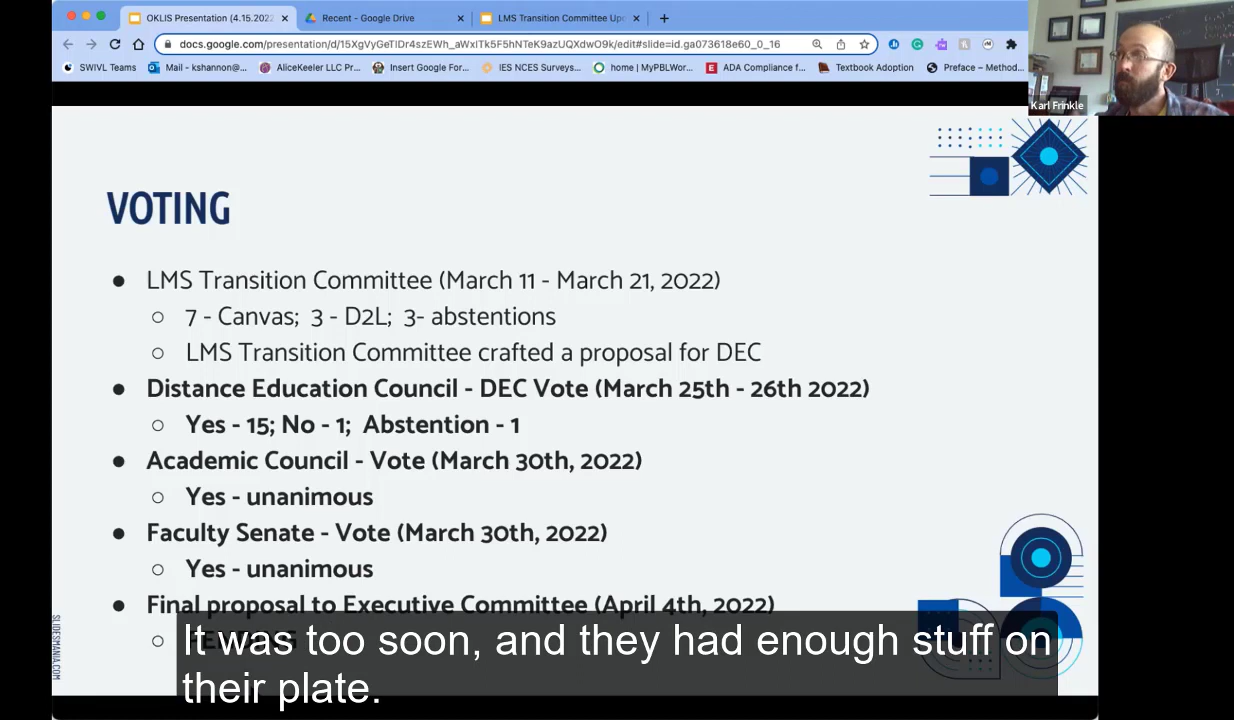 OKLIS Presentation (4.15.2022
Recent - Google Drive
LMS Transition Committee Upd
docs.google.com/presentation/d/15XgVyGeTlDr4szEWh_aWxlTk5F5hNTeK9azUQXdwO9k/edit#slide=id.ga073618e60_0_16
SWIVL Teams
Mail - kshannon@...
AliceKeeler LLC Pr...
Insert Google For...
IES NCES Surveys...
home | MyPBLWor...
ADA Compliance f...
Textbook Adoption
Preface – Method...
Karl Frinkle
VOTING
● LMS Transition Committee (March 11 - March 21, 2022)
○ 7 - Canvas; 3 - D2L; 3- abstentions
○ LMS Transition Committee crafted a proposal for DEC
● Distance Education Council - DEC Vote (March 25th - 26th 2022)
○ Yes - 15; No - 1; Abstention - 1
● Academic Council - Vote (March 30th, 2022)
○ Yes - unanimous
● Faculty Senate - Vote (March 30th, 2022)
○ Yes - unanimous
● Final proposal to Executive Committee (April 4th, 2022)
It was too soon, and they had enough stuff on
their plate.
SLIDESMANIA.COM